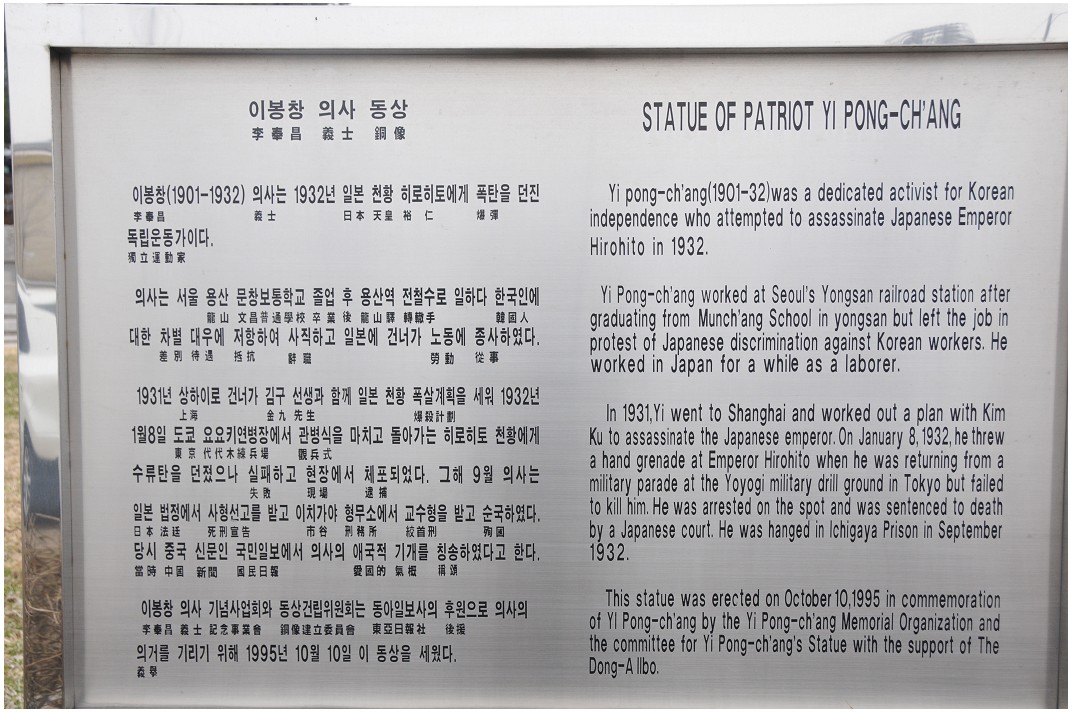 이봉창 의사 동상
李奉昌 義士 銅像
이봉창(1901-1932) 의사는 1932년 일본 천황 히로히토에게 폭탄을 던진
李奉昌 義士 日本 天皇 裕仁 爆彈
독립운동가이다.
獨立運動家
의사는 서울 용산 문창보통학교 졸업 후 용산역 전철수로 일하다 한국인에
龍山 文昌普通學校 卒業 後 龍山驛 轉轍手 韓國人
대한 차별 대우에 저항하여 사직하고 일본에 건너가 노동에 종사하였다.
差別 待遇 抵抗 辭職 勞動 從事
1931년 상하이로 건너가 김구 선생과 함께 일본 천황 폭살계획을 세워 1932년
上海 金九 先生 爆殺計劃
1월8일 도쿄 요요키연병장에서 관병식을 마치고 돌아가는 히로히토 천황에게
東京 代代木練兵場 觀兵式
수류탄을 던졌으나 실패하고 현장에서 체포되었다. 그해 9월 의사는
失敗 現場 逮捕
일본 법정에서 사형선고를 받고 이치가야 형무소에서 교수형을 받고 순국하였다.
日本 法廷 死刑宣告 市谷 刑務所 絞首刑 殉國
당시 중국 신문인 국민일보에서 의사의 애국적 기개를 칭송하였다고 한다.
當時 中國 新聞 國民日報 愛國的 氣槪 稱頌
이봉창 의사 기념사업회와 동상건립위원회는 동아일보사의 후원으로 의사의
李奉昌 義士 記念事業會 銅像建立委員會 東亞日報社 後援
의거를 기리기 위해 1995년 10월 10일 이 동상을 세웠다.
義擧
STATUE OF PATRIOT YI PONG-CH'ANG
Yi pong-ch'ang(1901-32)was a dedicated activist for Korean
independence who attempted to assassinate Japanese Emperor
Hirohito in 1932.
Yi Pong-ch'ang worked at Seoul's Yongsan railroad station after
graduating from Munch'ang School in yongsan but left the job in
protest of Japanese discrimination against Korean workers. He
worked in Japan for a while as a laborer.
In 1931,Yi went to Shanghai and worked out a plan with Kim
Ku to assassinate the Japanese emperor. On January 8, 1932, he threw
a hand grenade at Emperor Hirohito when he was returning from a
military parade at the Yoyogi military drill ground in Tokyo but failed
to kill him. He was arrested on the spot and was sentenced to death
by a Japanese court. He was hanged in Ichigaya Prison in September
1932.
This statue was erected on October 10,1995 in commemoration
of Yi Pong-ch'ang by the Yi Pong-ch'ang Memorial Organization and
the committee for Yi Pong-ch'ang's Statue with the support of The
Dong-A Ilbo.